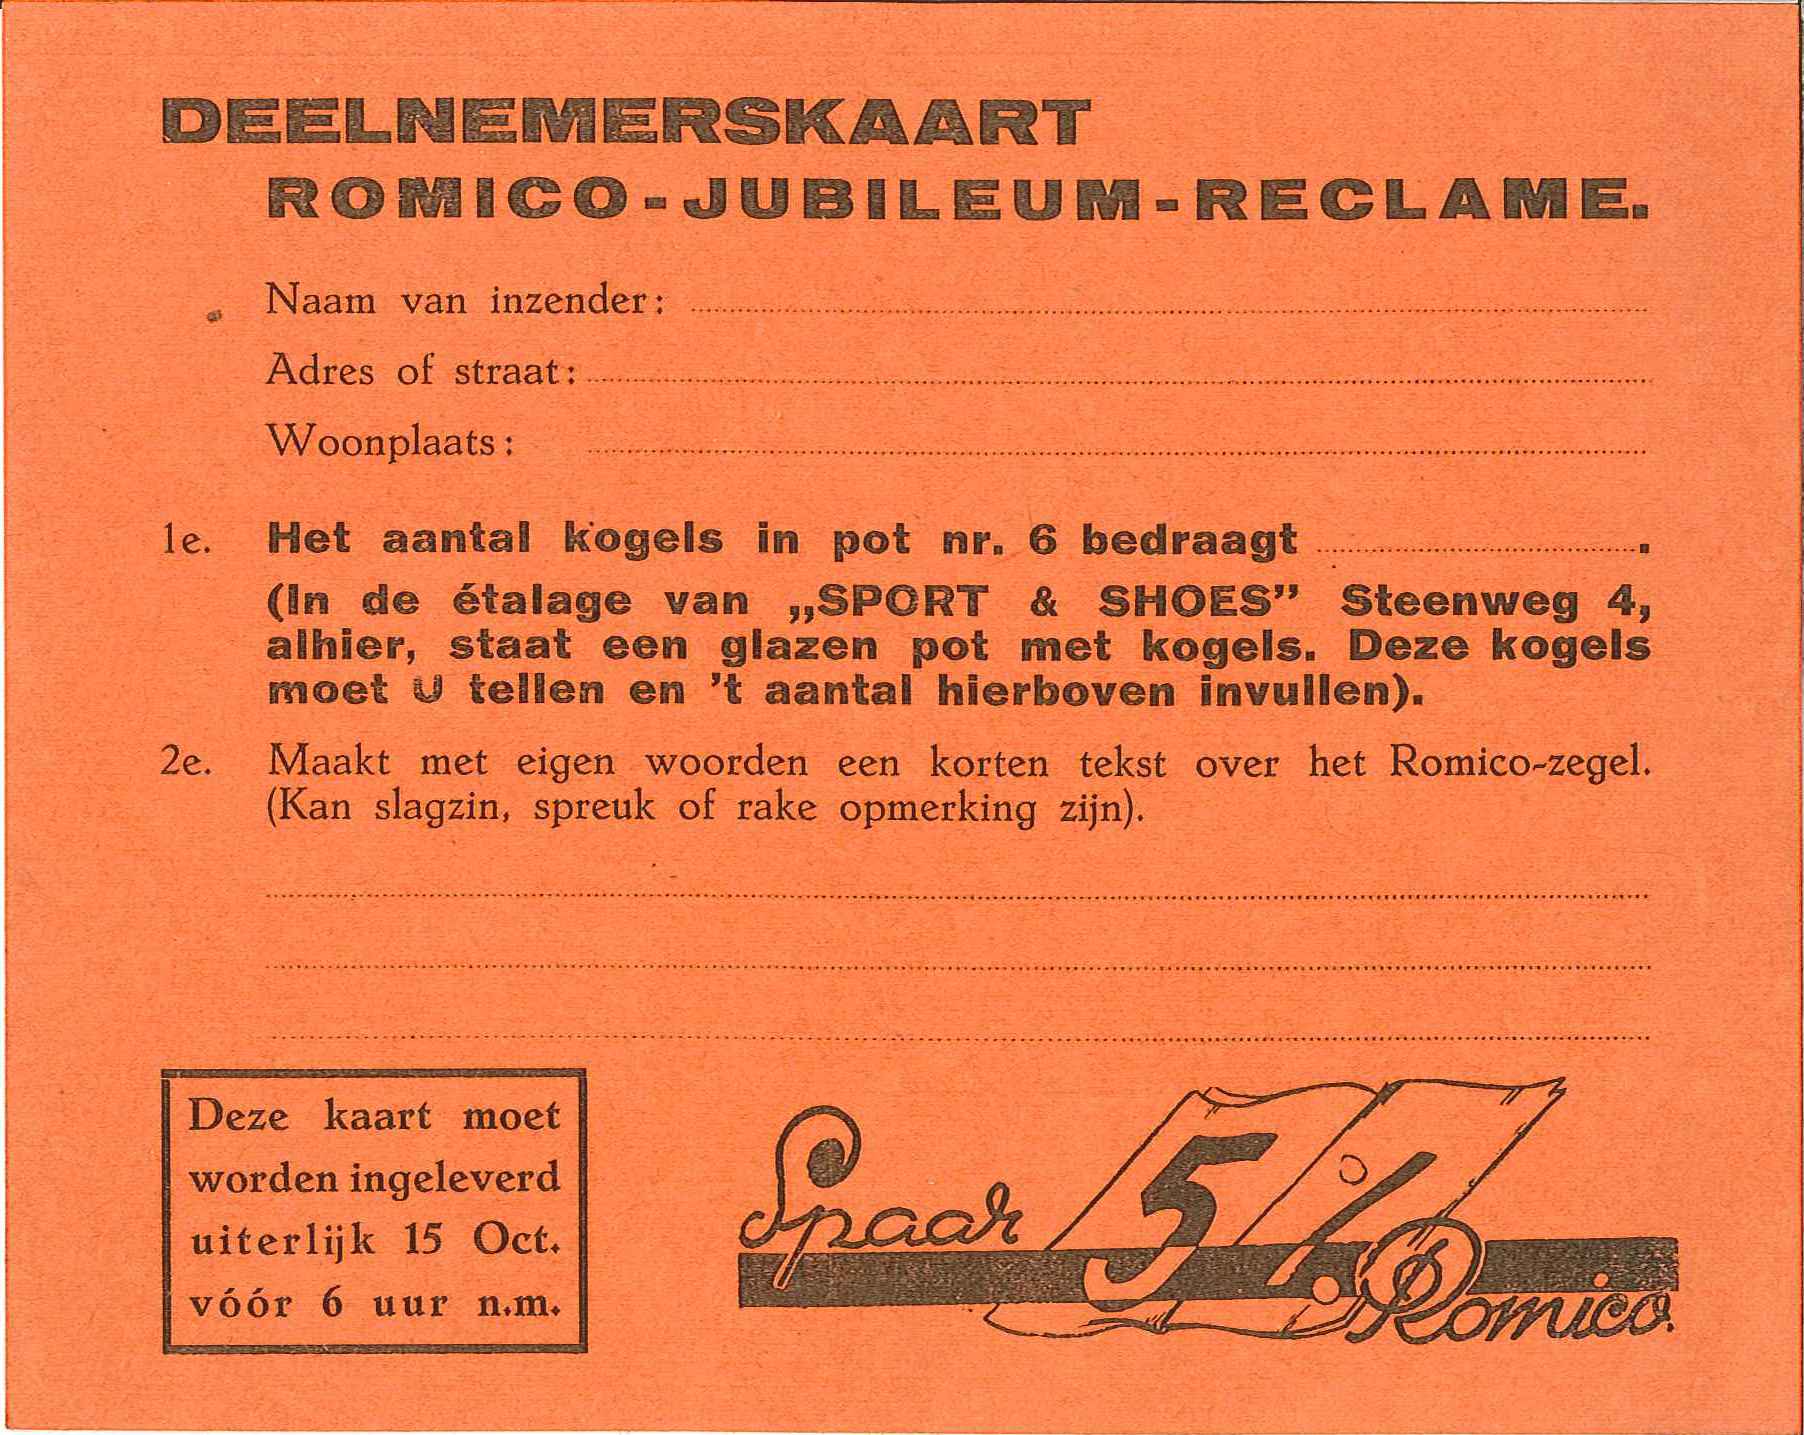 DEELNEMERSKAART
ROMICO-JUBILEUM-RECLAME.
Naam van inzender:
Adres of straat:
Woonplaats:
1e. Het aantal kogels in pot nr. 6 bedraagt .
(In de étalage van „SPORT & SHOES” Steenweg 4,
alhier, staat een glazen pot met kogels. Deze kogels
moet U tellen en 't aantal hierboven invullen).
2e. Maakt met eigen woorden een korten tekst over het Romico-zegel.
(Kan slagzin, spreuk of rake opmerking zijn).
Deze kaart moet
worden ingeleverd
uiterlijk 15 Oct.
vóór 6 uur n.m.
Spaar 5% Romico.